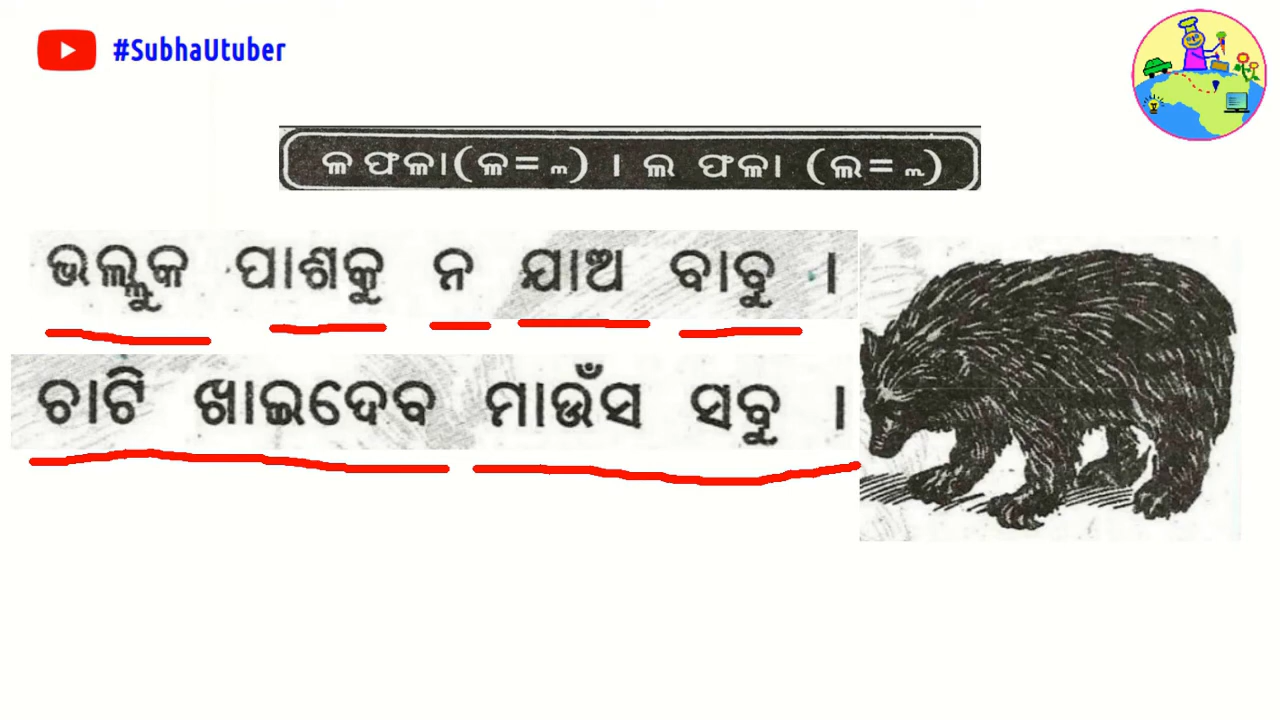 #SubhaUtuber
ଳ ଫଳା(ଳ= ୍ଳ) । ଲ ଫଳା (ଲ= ୍ଲ)
ଭଲ୍ଲୁକ ପାଶକୁ ନ ଯାଅ ବାବୁ ।
ଚାଟି ଖାଇଦେବ ମାଉଁସ ସବୁ ।